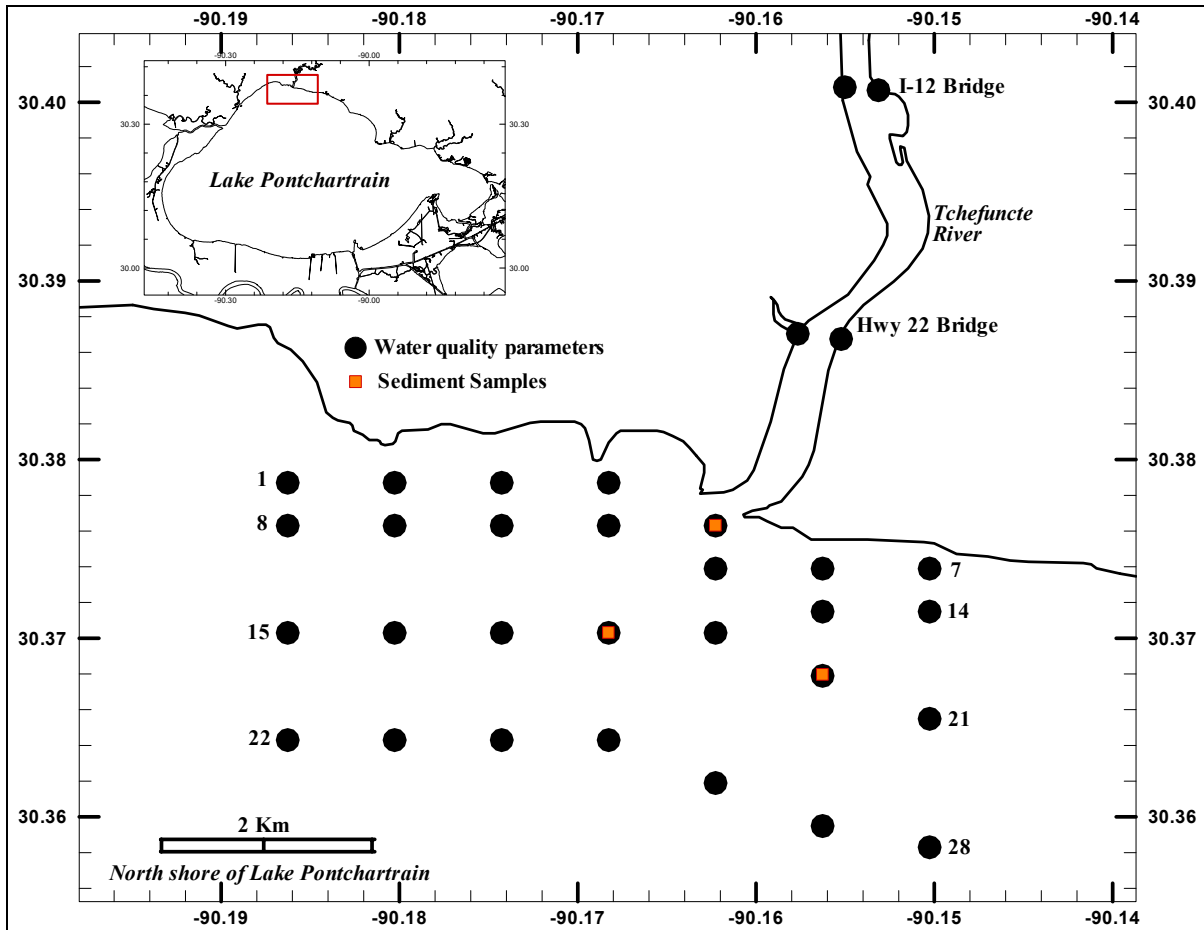 -90.19 -90.18 -90.17 -90.16 -90.15 -90.14
-90.30 -90.00
30.40 30.40
I-12 Bridge
30.30 30.30
Lake Pontchartrain
Tchefuncte
River
30.00 30.00
-90.30 -90.00
30.39 30.39
Hwy 22 Bridge
Water quality parameters
Sediment Samples
30.38 30.38
1
8
7
14
15
30.37 30.37
21
22
30.36 30.36
2 Km
28
North shore of Lake Pontchartrain
-90.19 -90.18 -90.17 -90.16 -90.15 -90.14